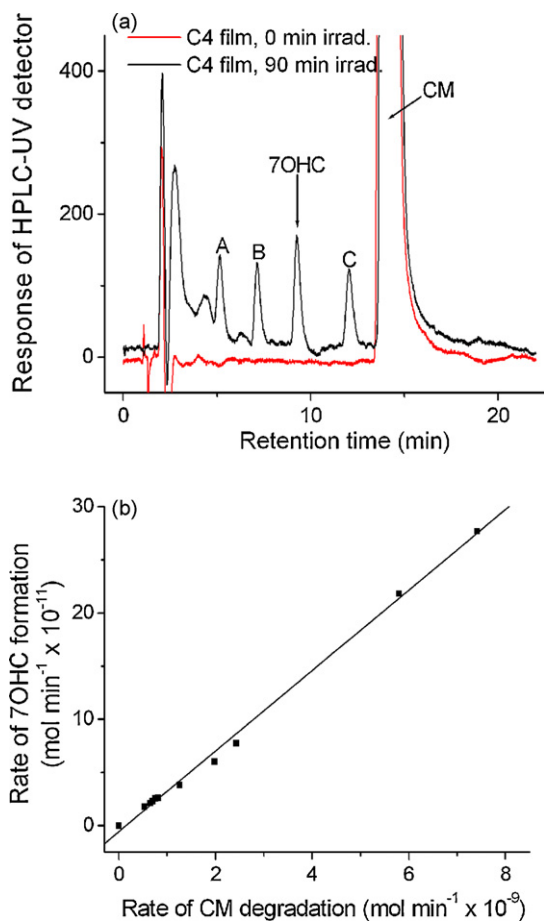 (a)
C4 film, 0 min irrad.
C4 film, 90 min irrad.
CM
7OHC
A
B
C
400
200
0
Response of HPLC-UV detector
0
10
20
Retention time (min)
(b)
30
20
10
0
Rate of 7OHC formation
(mol min⁻¹ x 10⁻¹¹)
0
2
4
6
8
Rate of CM degradation (mol min⁻¹ x 10⁻⁹)